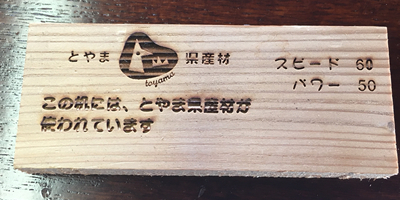 とやま 県産材
toyama
スピード 60
パワー 50
この机には、とやま県産材が
使われています